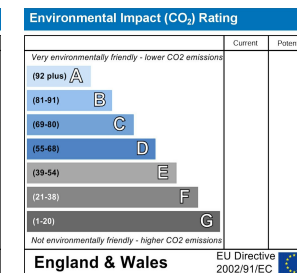 Environmental Impact (CO₂) Rating
Current Poten
Very environmentally friendly - lower CO2 emissions
(92 plus) A
(81-91) B
(69-80) C
(55-68) D
(39-54) E
(21-38) F
(1-20) G
Not environmentally friendly - higher CO2 emissions
England & Wales
EU Directive
2002/91/EC